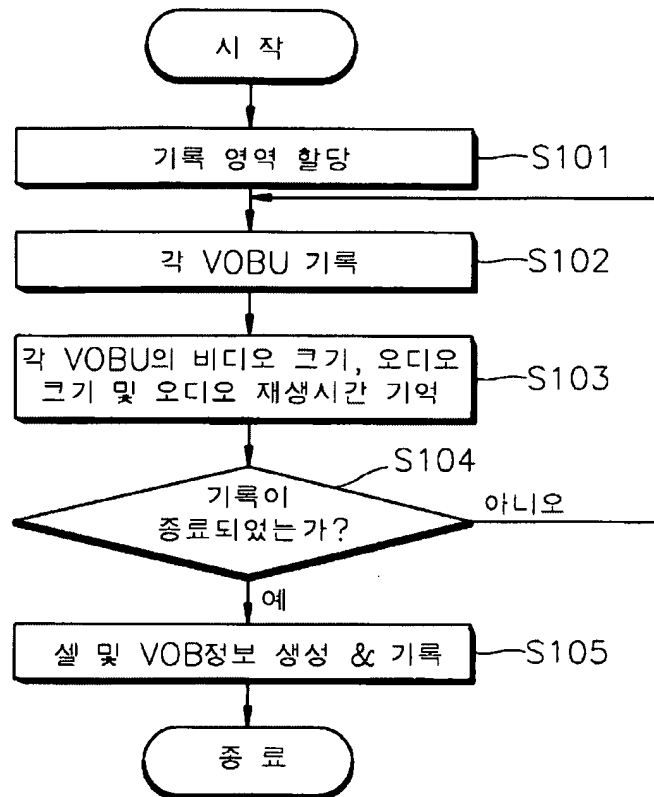 시 작
기록 영역 할당
S101
각 VOBU 기록
S102
각 VOBU의 비디오 크기, 오디오
크기 및 오디오 재생시간 기억
S103
S104
기록이
종료되었는가?
아니오
예
셀 및 VOB정보 생성 & 기록
S105
종 료